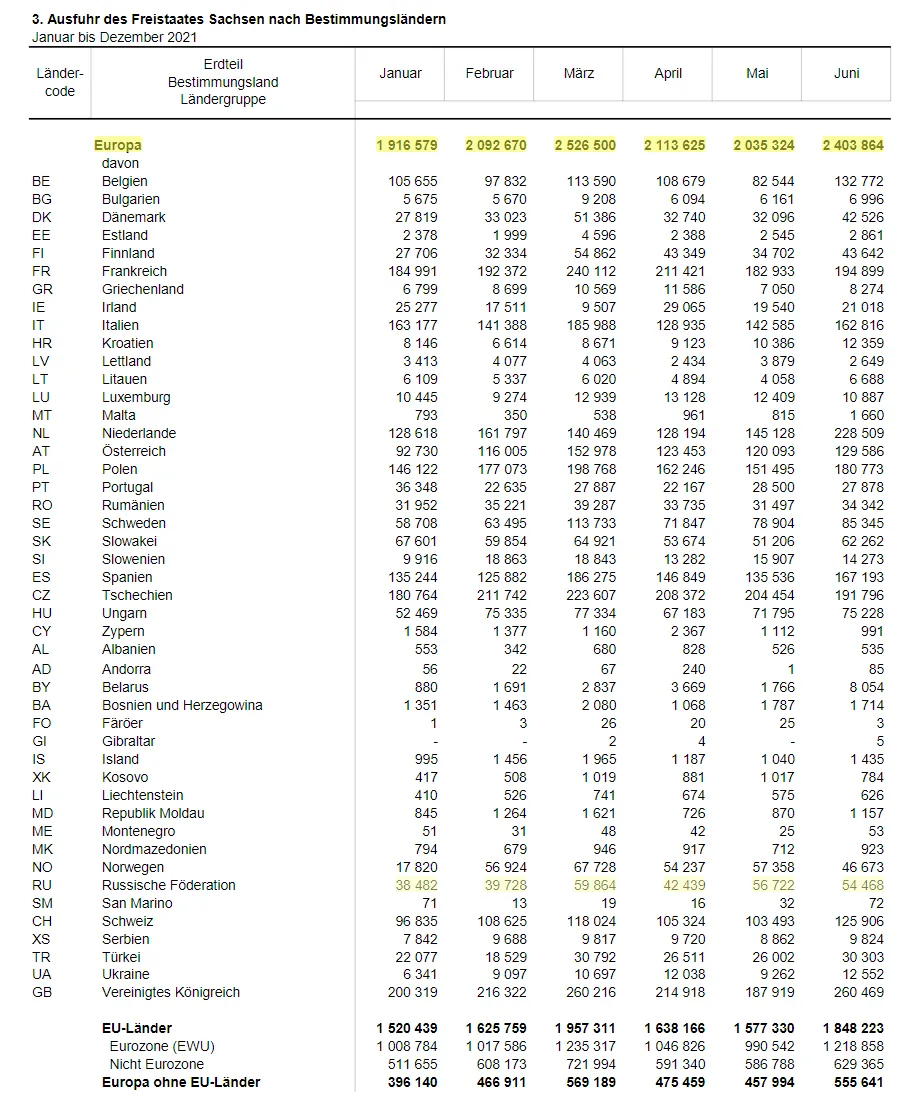 3. Ausfuhr des Freistaates Sachsen nach Bestimmungsländern
Januar bis Dezember 2021
Länder-
code
Erdteil
Bestimmungsland
Ländergruppe
Januar Februar März April Mai Juni
Europa 1 916 579 2 092 670 2 526 500 2 113 625 2 035 324 2 403 864
davon
BE Belgien 105 655 97 832 113 590 108 679 82 544 132 772
BG Bulgarien 5 675 5 670 9 208 6 094 6 161 6 996
DK Dänemark 27 819 33 023 51 386 32 740 32 096 42 526
EE Estland 2 378 1 999 4 596 2 388 2 545 2 861
FI Finnland 27 706 32 334 54 862 43 349 34 702 43 642
FR Frankreich 184 991 192 372 240 112 211 421 182 933 194 899
GR Griechenland 6 799 8 699 10 569 11 586 7 050 8 274
IE Irland 25 277 17 511 9 507 29 065 19 540 21 018
IT Italien 163 177 141 388 185 988 128 935 142 585 162 816
HR Kroatien 8 146 6 614 8 671 9 123 10 386 12 359
LV Lettland 3 413 4 077 4 063 2 434 3 879 2 649
LT Litauen 6 109 5 337 6 020 4 894 4 058 6 688
LU Luxemburg 10 445 9 274 12 939 13 128 12 409 10 887
MT Malta 793 350 538 961 815 1 660
NL Niederlande 128 618 161 797 140 469 128 194 145 128 228 509
AT Österreich 92 730 116 005 152 978 123 453 120 093 129 586
PL Polen 146 122 177 073 198 768 162 246 151 495 180 773
PT Portugal 36 348 22 635 27 887 22 167 28 500 27 878
RO Rumänien 31 952 35 221 39 287 33 735 31 497 34 342
SE Schweden 58 708 63 495 113 733 71 847 78 904 85 345
SK Slowakei 67 601 59 854 64 921 53 674 51 206 62 262
SI Slowenien 9 916 18 863 18 843 13 282 15 907 14 273
ES Spanien 135 244 125 882 186 275 146 849 135 536 167 193
CZ Tschechien 180 764 211 742 223 607 208 372 204 454 191 796
HU Ungarn 52 469 75 335 77 334 67 183 71 795 75 228
CY Zypern 1 584 1 377 1 160 2 367 1 112 991
AL Albanien 553 342 680 828 526 535
AD Andorra 56 22 67 240 1 85
BY Belarus 880 1 691 2 837 3 669 1 766 8 054
BA Bosnien und Herzegowina 1 351 1 463 2 080 1 068 1 787 1 714
FO Färöer 1 3 26 20 25 3
GI Gibraltar - - 2 4 - 5
IS Island 995 1 456 1 965 1 187 1 040 1 435
XK Kosovo 417 508 1 019 881 1 017 784
LI Liechtenstein 410 526 741 674 575 626
MD Republik Moldau 845 1 264 1 621 726 870 1 157
ME Montenegro 51 31 48 42 25 53
MK Nordmazedonien 794 679 946 917 712 923
NO Norwegen 17 820 56 924 67 728 54 237 57 358 46 673
RU Russische Föderation 38 482 39 728 59 864 42 439 56 722 54 468
SM San Marino 71 13 19 16 32 72
CH Schweiz 96 835 108 625 118 024 105 324 103 493 125 906
XS Serbien 7 842 9 688 9 817 9 720 8 862 9 824
TR Türkei 22 077 18 529 30 792 26 511 26 002 30 303
UA Ukraine 6 341 9 097 10 697 12 038 9 262 12 552
GB Vereinigtes Königreich 200 319 216 322 260 216 214 918 187 919 260 469
EU-Länder 1 520 439 1 625 759 1 957 311 1 638 166 1 577 330 1 848 223
Eurozone (EWU) 1 008 784 1 017 586 1 235 317 1 046 826 990 542 1 218 858
Nicht Eurozone 511 655 608 173 721 994 591 340 586 788 629 365
Europa ohne EU-Länder 396 140 466 911 569 189 475 459 457 994 555 641